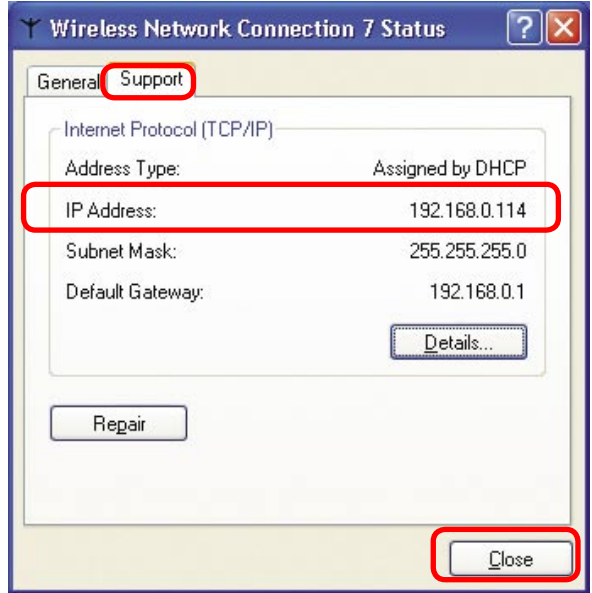 Wireless Network Connection 7 Status
General Support
Internet Protocol (TCP/IP)
Address Type: Assigned by DHCP
IP Address: 192.168.0.114
Subnet Mask: 255.255.255.0
Default Gateway: 192.168.0.1
Details...
Repair
Close